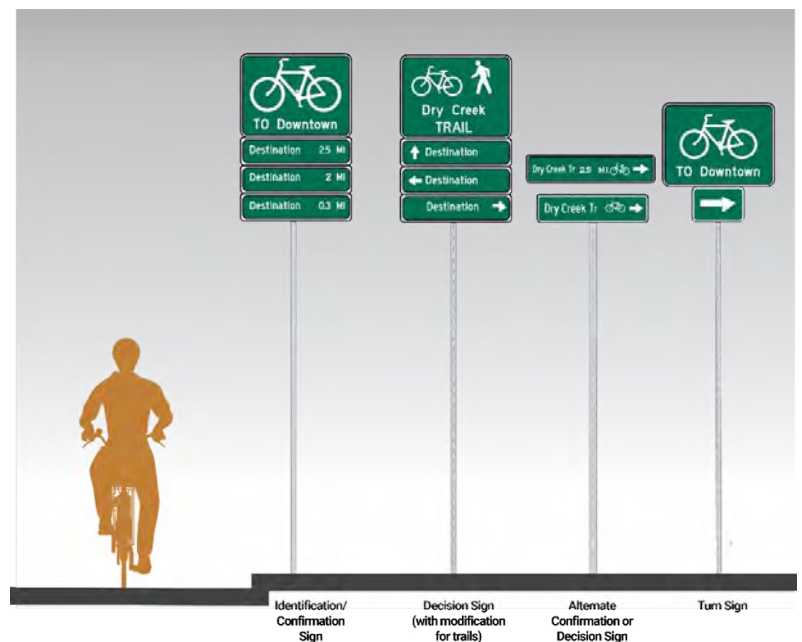 TO Downtown
Destination 25 MI
Destination 2 MI
Destination 0.3 MI
Dry Creek
TRAIL
Destination
Destination
Destination
Dry Creek Tr 2.5 MI
Dry Creek Tr
TO Downtown
Identification/
Confirmation
Sign
Decision Sign
(with modification
for trails)
Alternate
Confirmation or
Decision Sign
Turn Sign